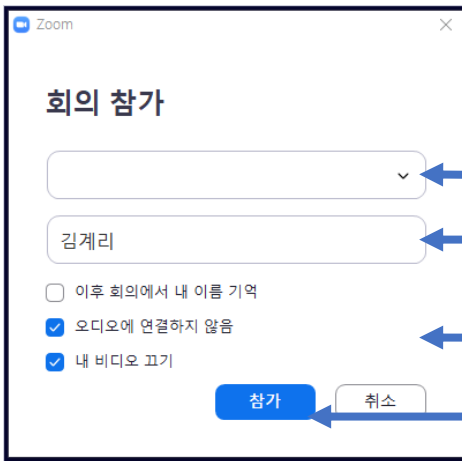 Zoom
회의 참가
김계리
이후 회의에서 내 이름 기억
오디오에 연결하지 않음
내 비디오 끄기
참가 취소